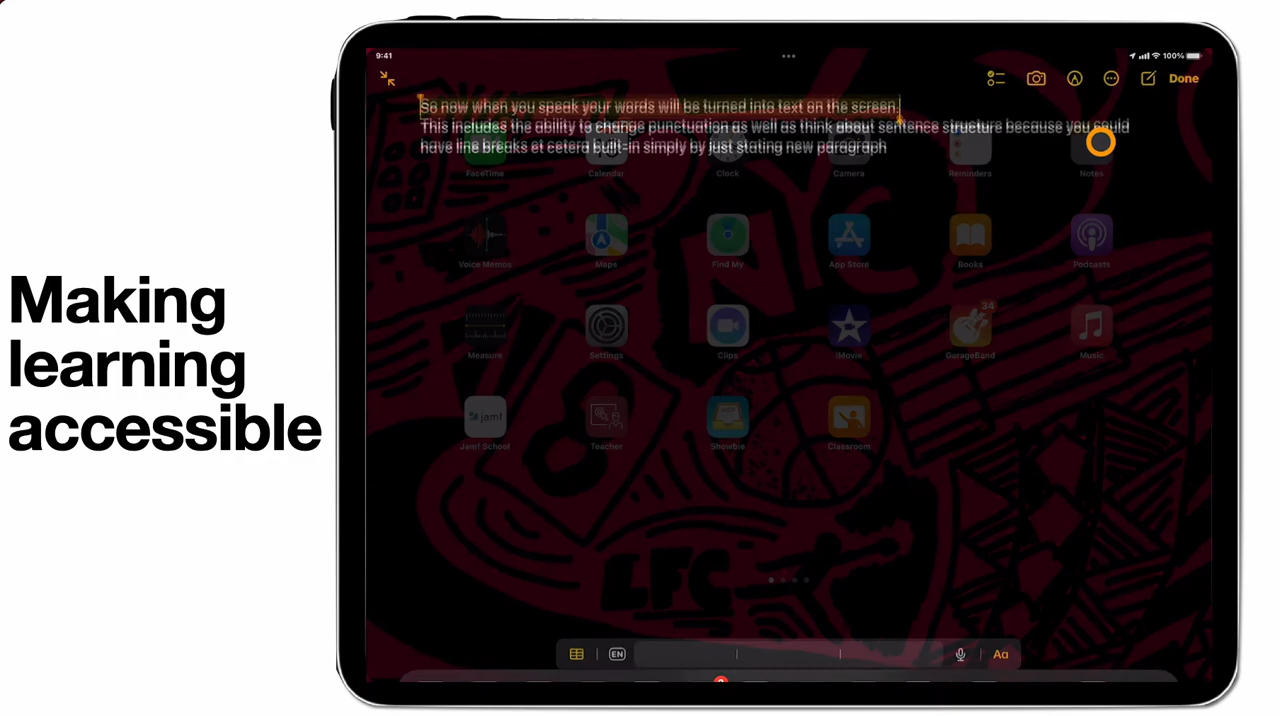 9:41
100%
Done
So now when you speak your words will be turned into text on the screen.
This includes the ability to change punctuation as well as think about sentence structure because you could
have line breaks et cetera built-in simply by just stating new paragraph
FaceTime
Calendar
Clock
Camera
Reminders
Notes
NYC
Voice Memos
Maps
Find My
App Store
Books
Podcasts
Making
learning
accessible
34
Measure
Settings
Clips
iMovie
GarageBand
Music
jamf
Jamf School
Teacher
Showbie
Classroom
8
LFC
EN
Aa